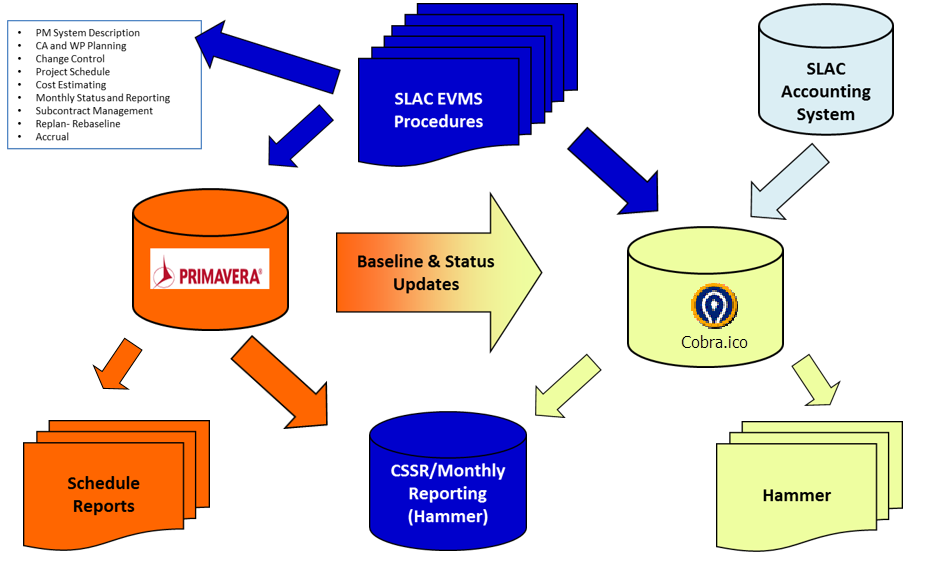 • PM System Description
• CA and WP Planning
• Change Control
• Project Schedule
• Cost Estimating
• Monthly Status and Reporting
• Subcontract Management
• Replan- Rebaseline
• Accrual
SLAC EVMS
Procedures
SLAC
Accounting
System
PRIMAVERA®
Baseline & Status
Updates
Cobra.ico
Schedule
Reports
CSSR/Monthly
Reporting
(Hammer)
Hammer